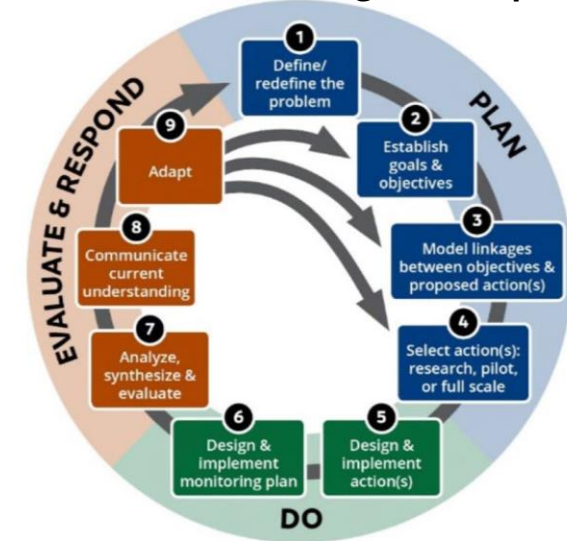 1
Define/
redefine the
problem
2
Establish
goals &
objectives
3
Model linkages
between objectives &
proposed action(s)
4
Select action(s):
research, pilot,
or full scale
5
Design &
implement
action(s)
6
Design &
implement
monitoring plan
7
Analyze,
synthesize &
evaluate
8
Communicate
current
understanding
9
Adapt
PLAN
DO
EVALUATE & RESPOND